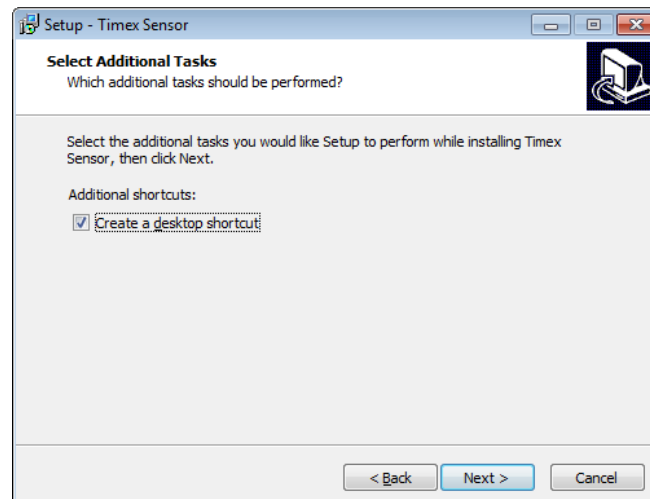 Setup - Timex Sensor
Select Additional Tasks
Which additional tasks should be performed?
Select the additional tasks you would like Setup to perform while installing Timex
Sensor, then click Next.
Additional shortcuts:
Create a desktop shortcut
< Back
Next >
Cancel